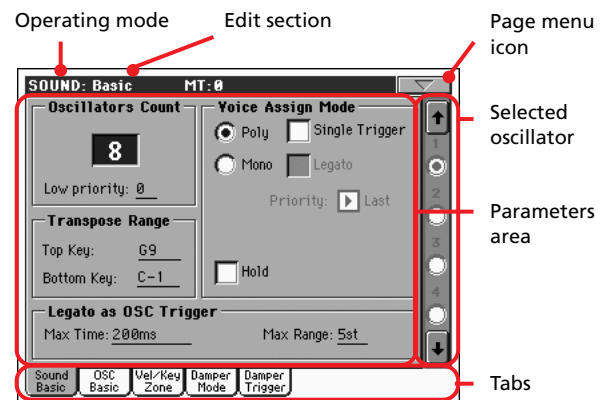 Operating mode
Edit section
Page menu
icon
SOUND: Basic MT:0
Oscillators Count
8
Low priority: 0
Transpose Range
Top Key: G9
Bottom Key: C-1
Voice Assign Mode
Poly Single Trigger
Mono Legato
Priority: Last
Hold
Legato as OSC Trigger
Max Time: 200ms Max Range: 5st
1
2
3
4
Selected
oscillator
Parameters
area
Sound
Basic
OSC
Basic
Vel/Key
Zone
Damper
Mode
Damper
Trigger
Tabs